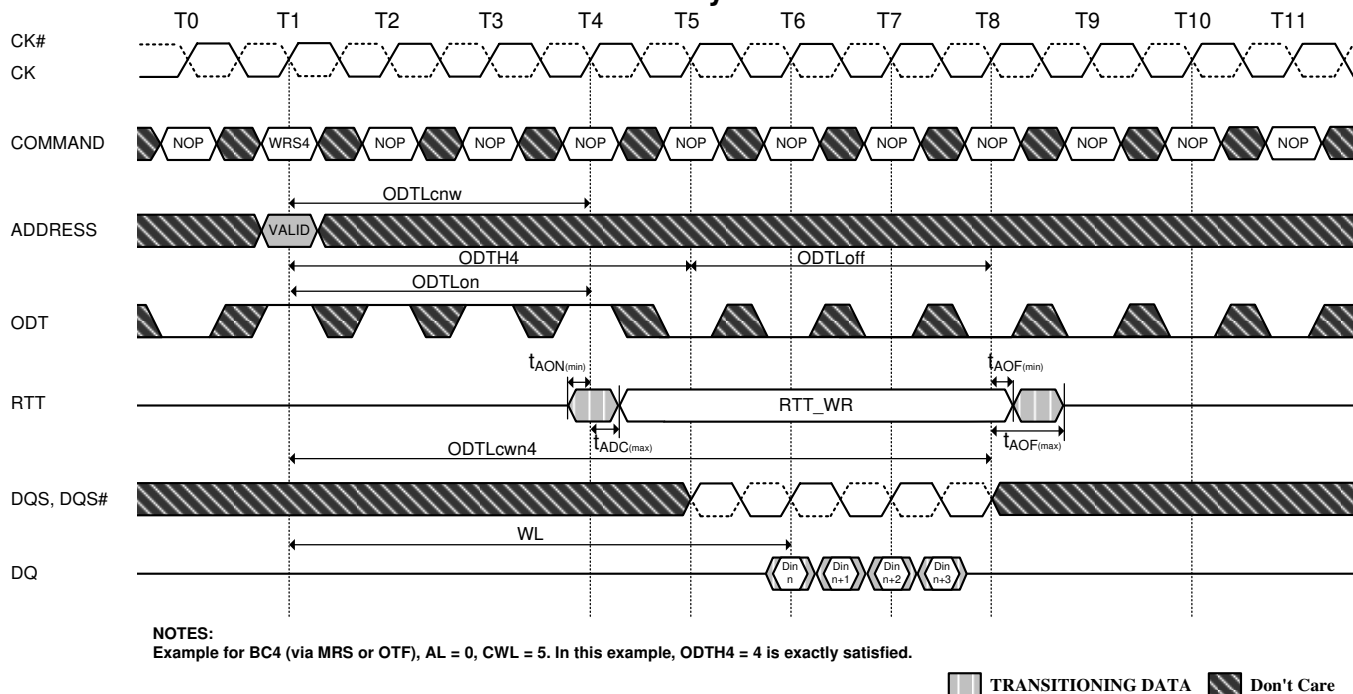 T0 T1 T2 T3 T4 T5 T6 T7 T8 T9 T10 T11
CK#
CK
COMMAND NOP WRS4 NOP NOP NOP NOP NOP NOP NOP NOP NOP NOP
ODTLcnw
ADDRESS VALID
ODTH4 ODTLoff
ODTLon
ODT
tAON(min) tAOF(min)
RTT RTT_WR
tADC(max) tAOF(max)
ODTLcwn4
DQS, DQS#
WL
DQ Din n Din n+1 Din n+2 Din n+3
NOTES:
Example for BC4 (via MRS or OTF), AL = 0, CWL = 5. In this example, ODTH4 = 4 is exactly satisfied.
TRANSITIONING DATA Don't Care